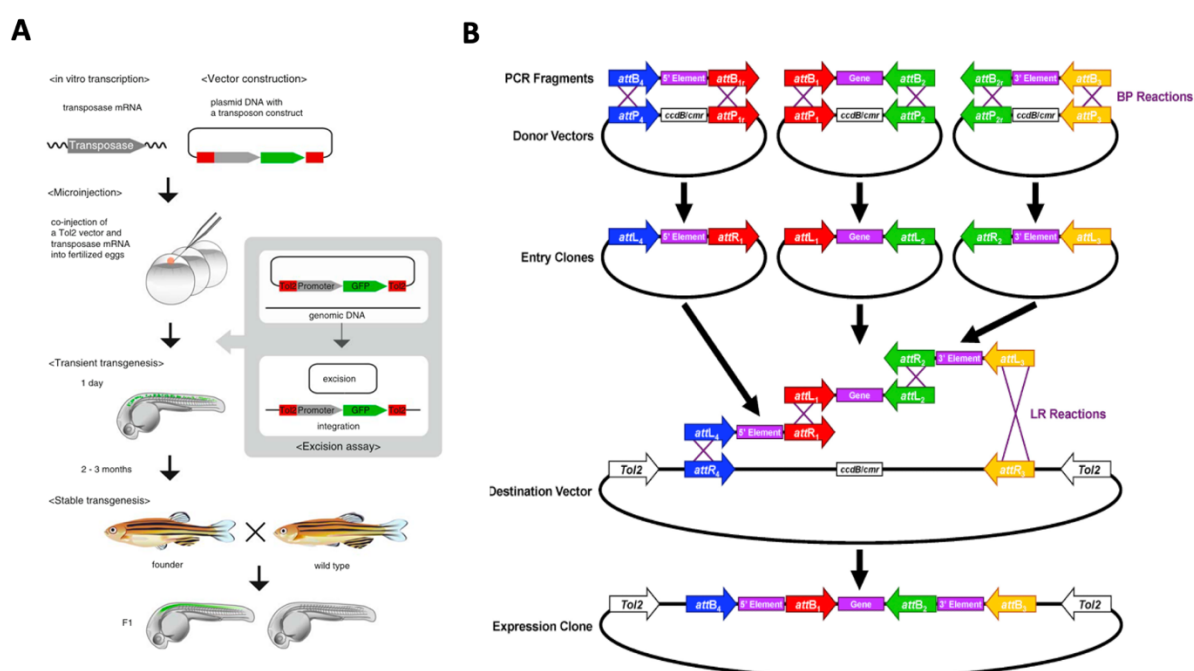 A
<in vitro transcription>
transposase mRNA
Transposase
<Vector construction>
plasmid DNA with
a transposon construct
<Microinjection>
co-injection of
a Tol2 vector and
transposase mRNA
into fertilized eggs
Tol2 Promoter GFP Tol2
genomic DNA
excision
Tol2 Promoter GFP Tol2
integration
<Excision assay>
<Transient transgenesis>
1 day
2 - 3 months
<Stable transgenesis>
founder
wild type
F1
B
PCR Fragments
attB4 5' Element attB1r attB1 Gene attB2 attB2r 3' Element attB3
BP Reactions
attP4 ccdB/cmr attP1r attP1 ccdB/cmr attP2 attP2r ccdB/cmr attP3
Donor Vectors
attL4 5' Element attR1 attL1 Gene attL2 attR2 3' Element attL3
Entry Clones
attR2 3' Element attL3
attL1 Gene attL2
LR Reactions
attL4 5' Element attR1
Tol2 attR4 ccdB/cmr attR3 Tol2
Destination Vector
Tol2 attB4 5' Element attB1 Gene attB2 3' Element attB3 Tol2
Expression Clone